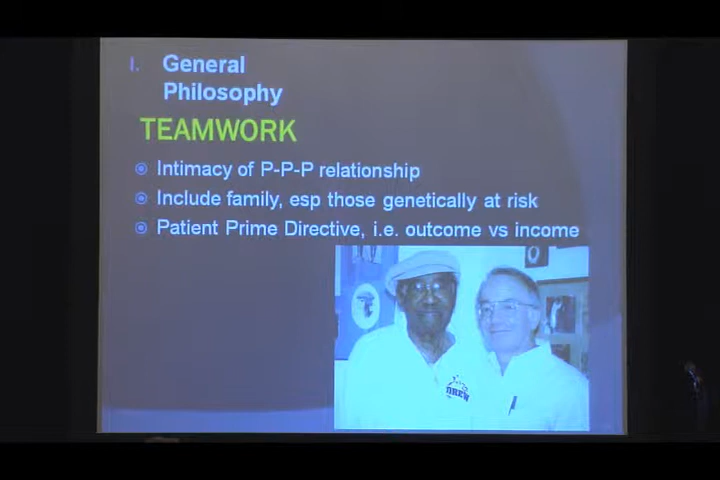 I. General
Philosophy
TEAMWORK
Intimacy of P-P-P relationship
Include family, esp those genetically at risk
Patient Prime Directive, i.e. outcome vs income
DREW